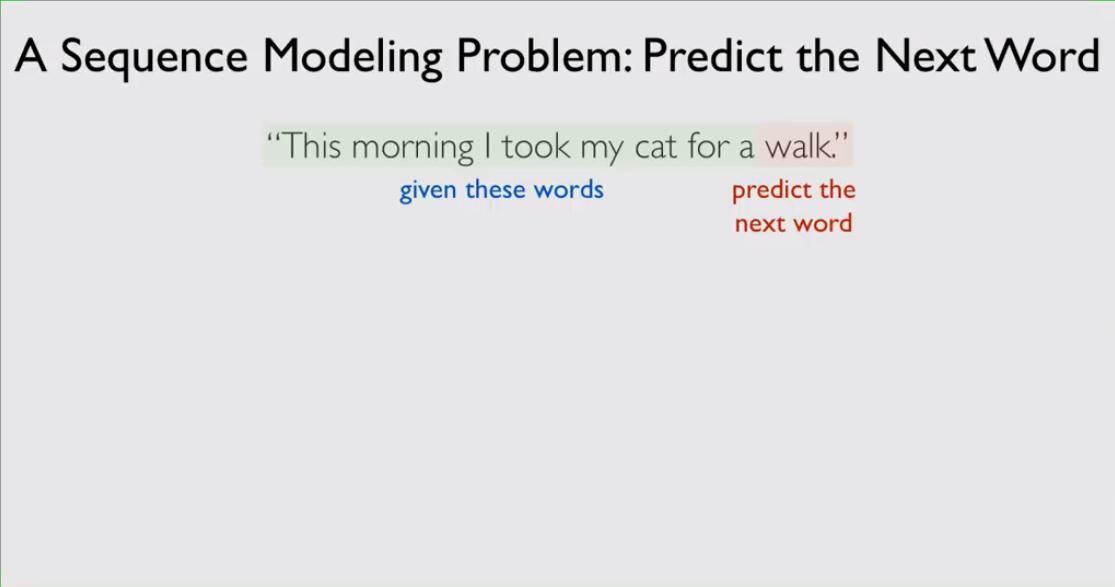 A Sequence Modeling Problem: Predict the Next Word
“This morning I took my cat for a walk.”
given these words
predict the
next word